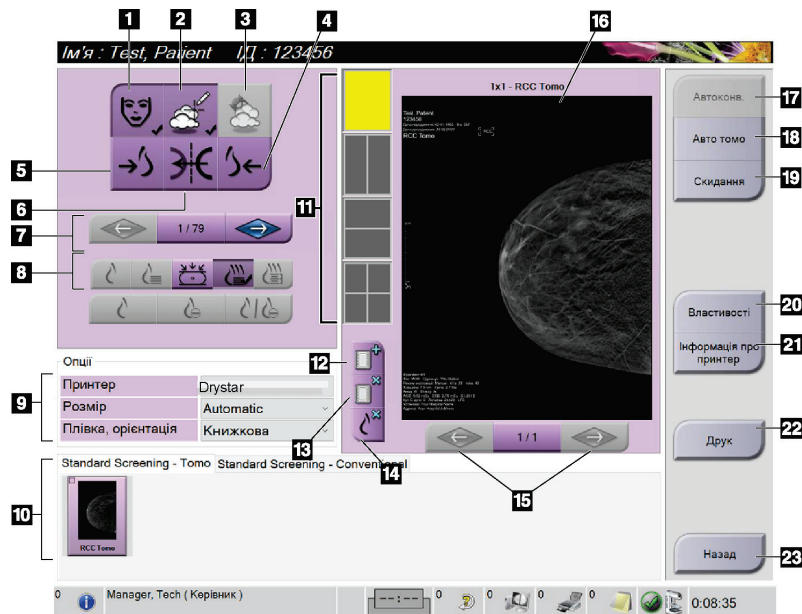 1 2 3 4 16
Ім'я : Test, Patient ІД : 123456
1x1 - RCC Tomo
Test, Patient
123456
RCC Tomo
RCC
Автоконв. 17
Авто томо 18
Скидання 19
5
6
7 1 / 79
11
8
Властивості 20
Інформація про принтер 21
12
Опції
9 Принтер Drystar
Розмір Automatic
Плівка, орієнтація Книжкова
13
14
1 / 1
15
Друк 22
Standard Screening - Tomo Standard Screening - Conventional
10
RCC Tomo
Назад 23
0 Manager, Tech ( Керівник ) --:-- 0 0 0 0 0:08:35